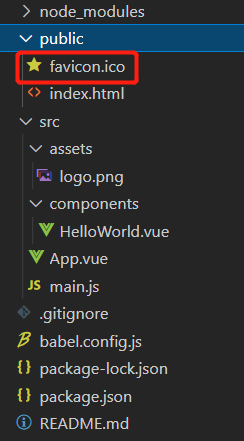 node_modules
public
favicon.ico
index.html
src
assets
logo.png
components
HelloWorld.vue
App.vue
JS main.js
.gitignore
babel.config.js
{} package-lock.json
{} package.json
README.md